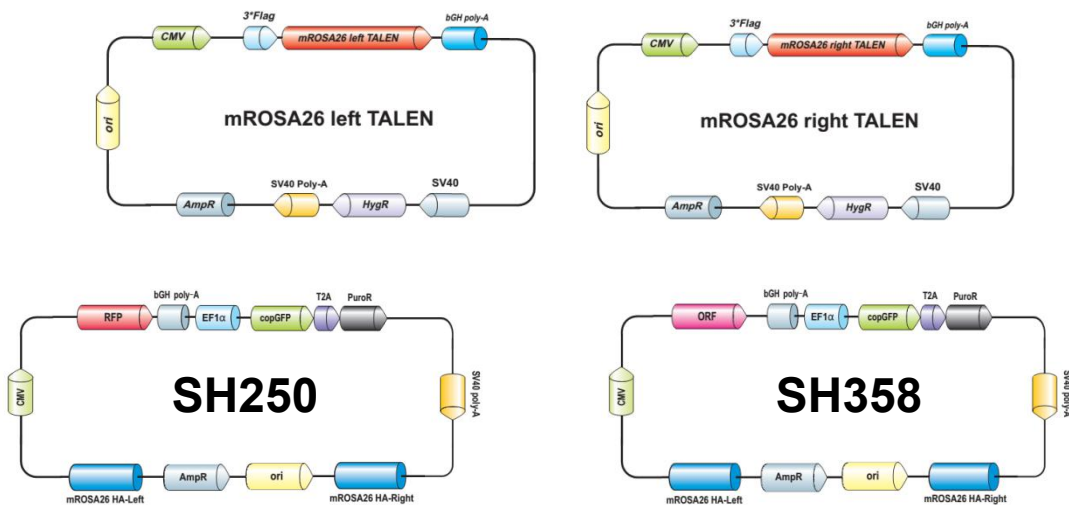 3*Flag
bGH poly-A
CMV
mROSA26 left TALEN
ori
mROSA26 left TALEN
SV40 Poly-A
SV40
AmpR
HygR
3*Flag
bGH poly-A
CMV
mROSA26 right TALEN
ori
mROSA26 right TALEN
SV40 Poly-A
SV40
AmpR
HygR
bGH poly-A
T2A
PuroR
RFP
EF1α
copGFP
CMV
SH250
SV40 poly-A
AmpR
ori
mROSA26 HA-Left
mROSA26 HA-Right
bGH poly-A
T2A
PuroR
ORF
EF1α
copGFP
CMV
SH358
SV40 poly-A
AmpR
ori
mROSA26 HA-Left
mROSA26 HA-Right